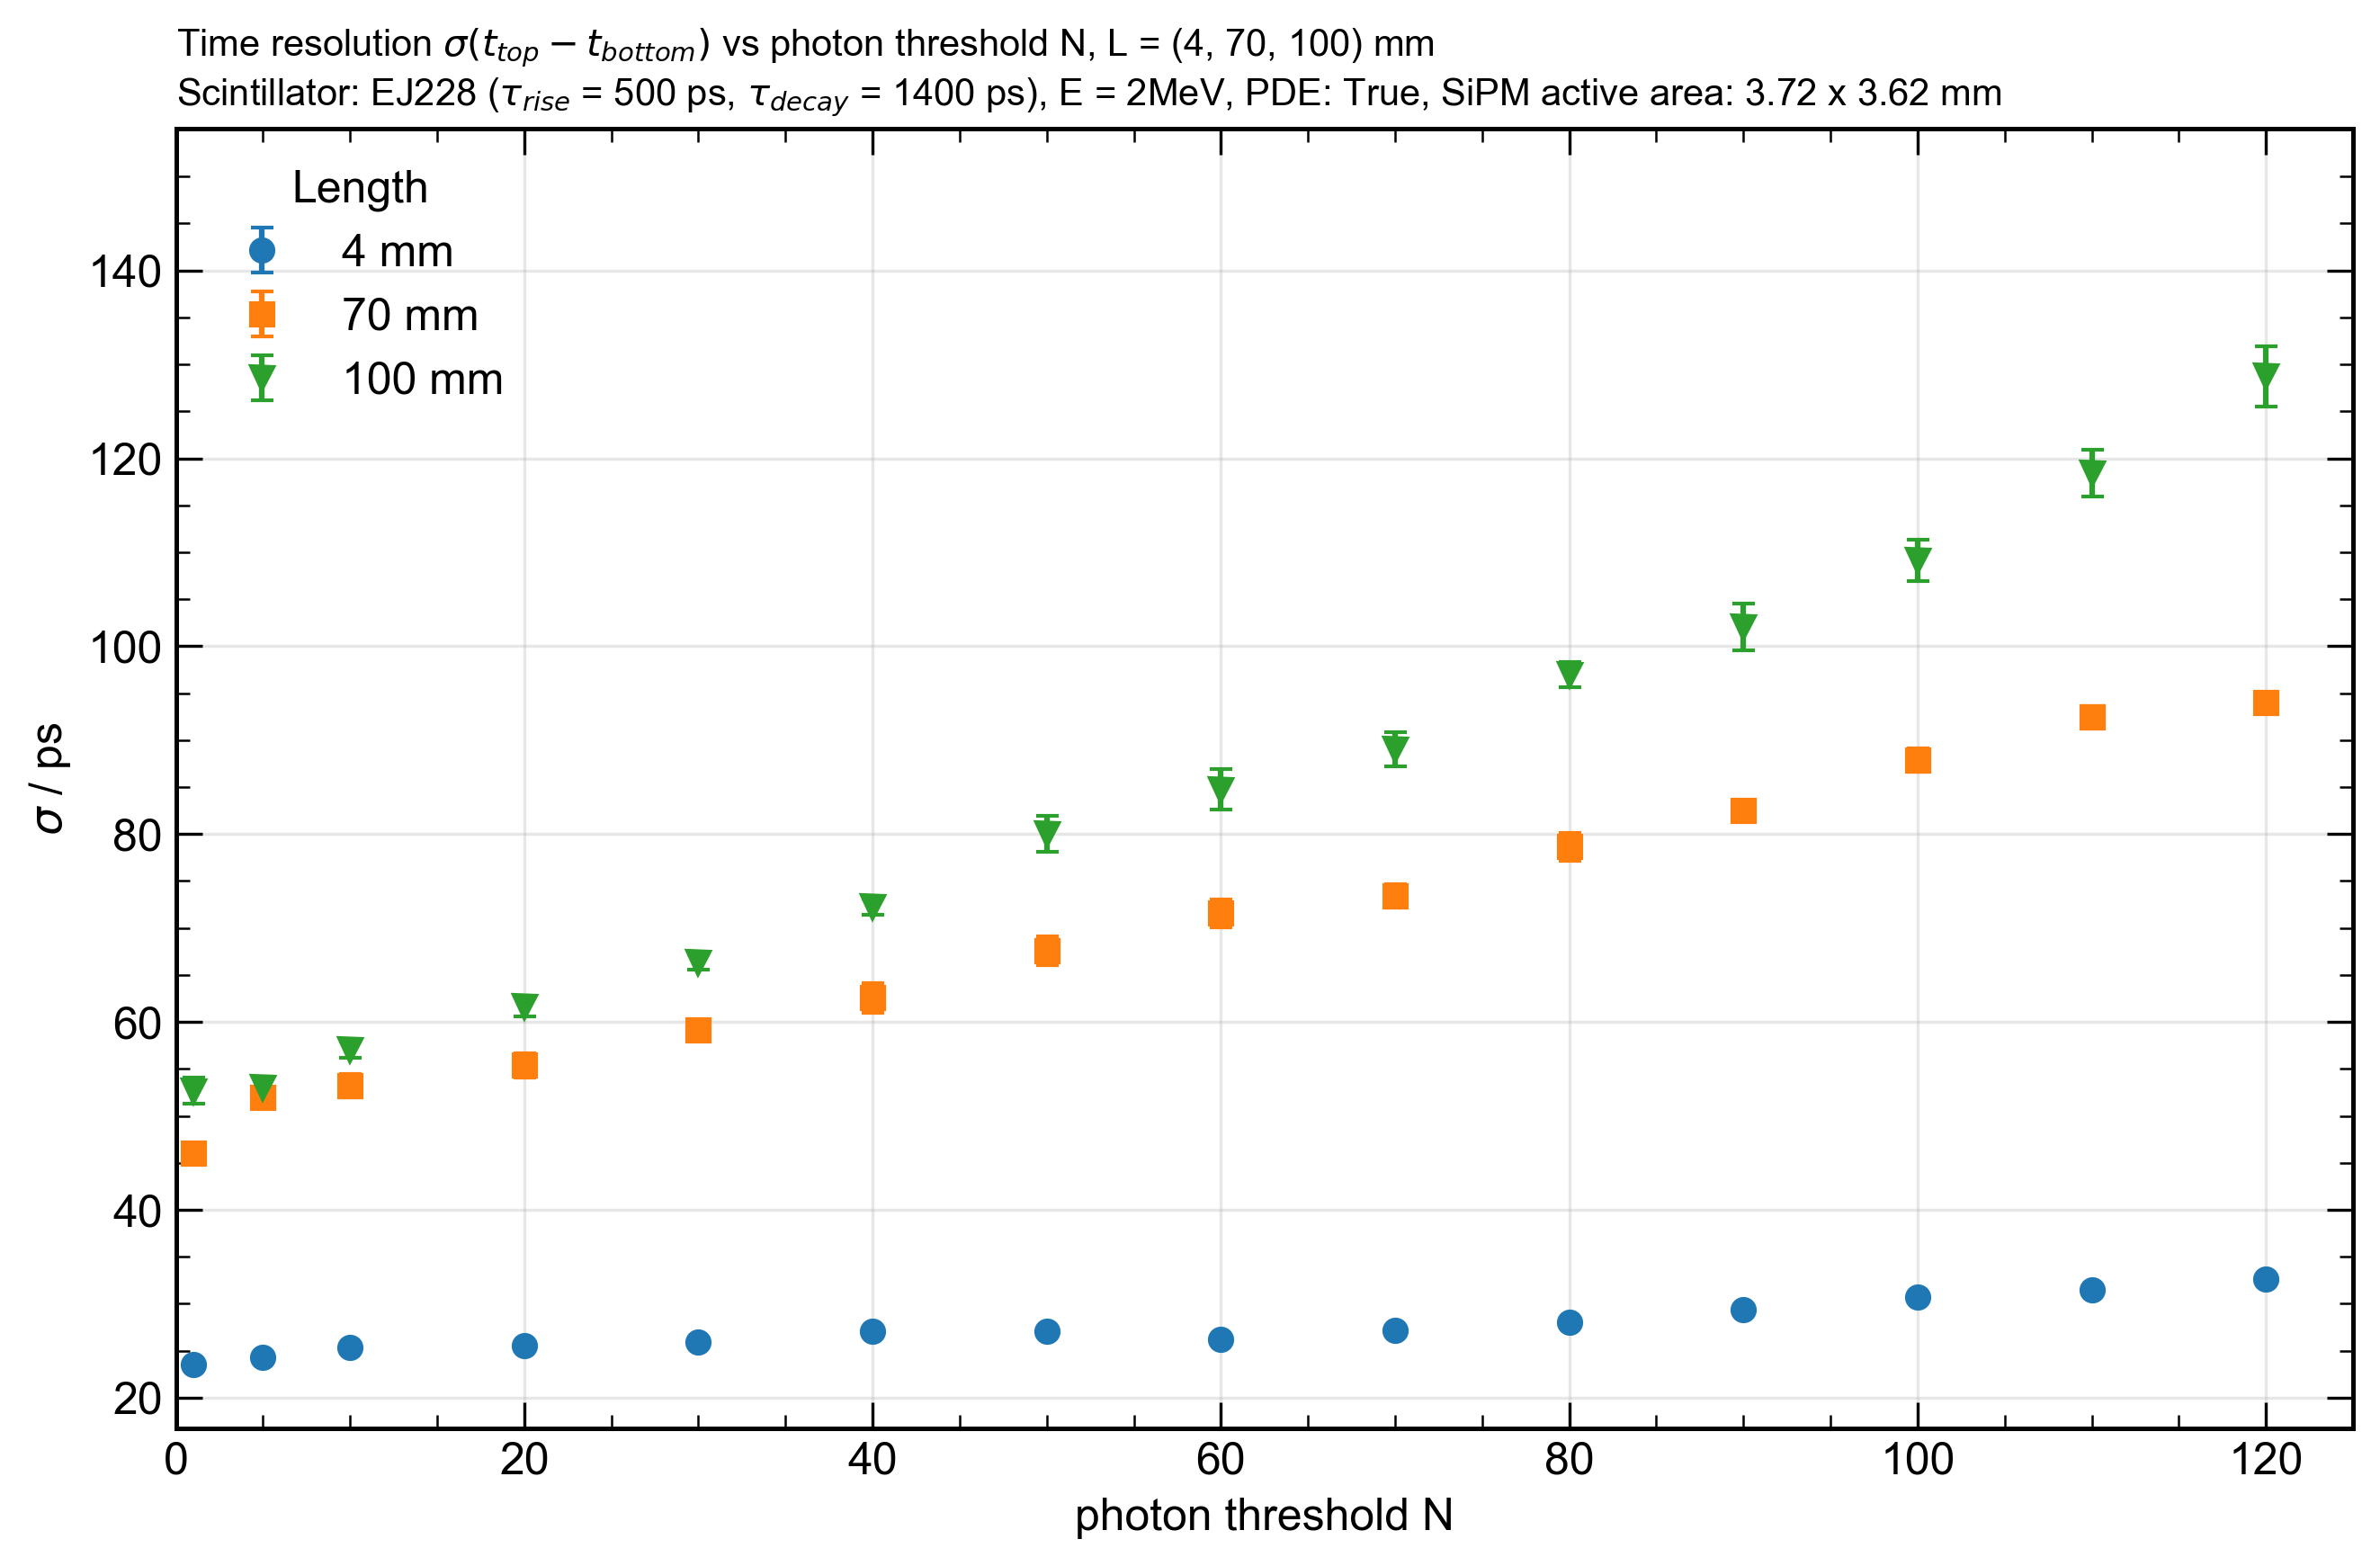 Time resolution σ(t_top − t_bottom) vs photon threshold N, L = (4, 70, 100) mm
Scintillator: EJ228 (τ_rise = 500 ps, τ_decay = 1400 ps), E = 2MeV, PDE: True, SiPM active area: 3.72 x 3.62 mm
Length
4 mm
70 mm
100 mm
140
120
100
80
60
40
20
σ / ps
0 20 40 60 80 100 120
photon threshold N